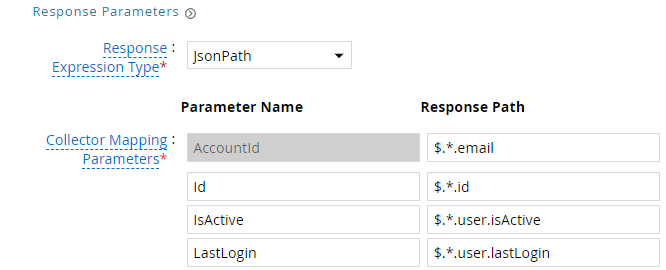 Response Parameters
Response :
Expression Type*
JsonPath
Parameter Name Response Path
Collector Mapping :
Parameters*
AccountId $.*.email
Id $.*.id
IsActive $.*.user.isActive
LastLogin $.*.user.lastLogin